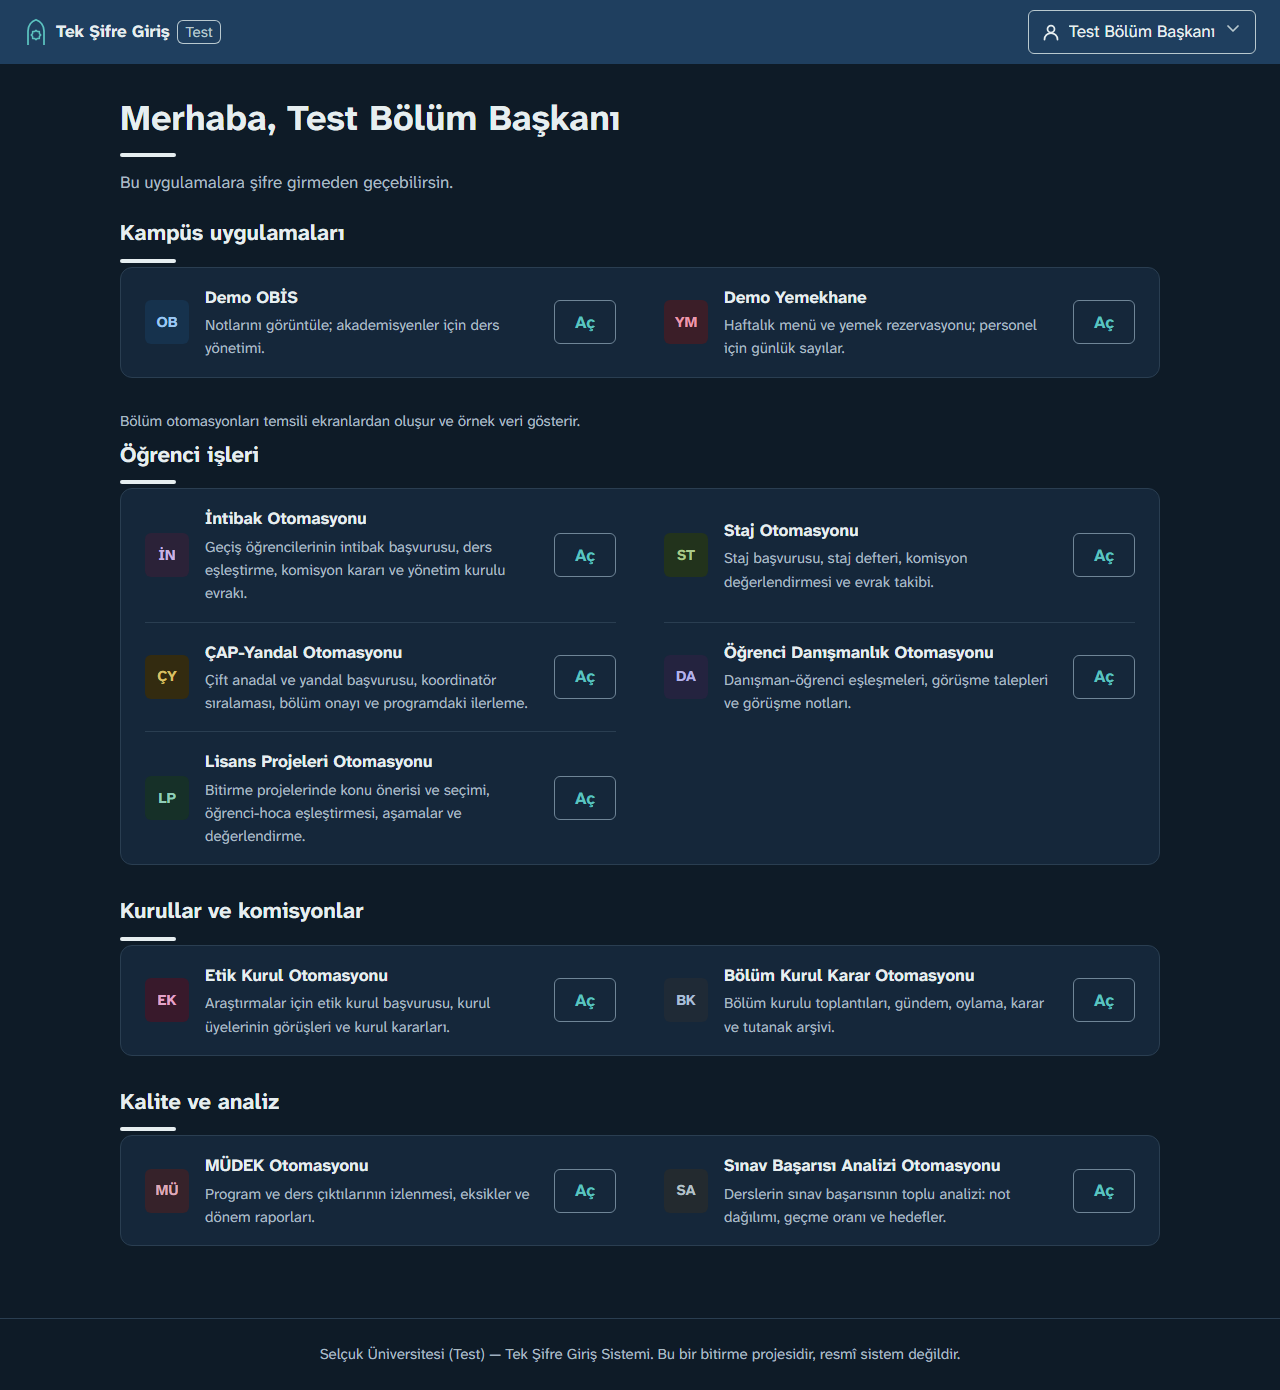 Tek Şifre Giriş Test
Test Bölüm Başkanı
Merhaba, Test Bölüm Başkanı
Bu uygulamalara şifre girmeden geçebilirsin.
Kampüs uygulamaları
OB
Demo OBİS
Notlarını görüntüle; akademisyenler için ders
yönetimi.
Aç
YM
Demo Yemekhane
Haftalık menü ve yemek rezervasyonu; personel
için günlük sayılar.
Aç
Bölüm otomasyonları temsili ekranlardan oluşur ve örnek veri gösterir.
Öğrenci işleri
İN
İntibak Otomasyonu
Geçiş öğrencilerinin intibak başvurusu, ders
eşleştirme, komisyon kararı ve yönetim kurulu
evrakı.
Aç
ST
Staj Otomasyonu
Staj başvurusu, staj defteri, komisyon
değerlendirmesi ve evrak takibi.
Aç
ÇY
ÇAP-Yandal Otomasyonu
Çift anadal ve yandal başvurusu, koordinatör
sıralaması, bölüm onayı ve programdaki ilerleme.
Aç
DA
Öğrenci Danışmanlık Otomasyonu
Danışman-öğrenci eşleşmeleri, görüşme talepleri
ve görüşme notları.
Aç
LP
Lisans Projeleri Otomasyonu
Bitirme projelerinde konu önerisi ve seçimi,
öğrenci-hoca eşleştirmesi, aşamalar ve
değerlendirme.
Aç
Kurullar ve komisyonlar
EK
Etik Kurul Otomasyonu
Araştırmalar için etik kurul başvurusu, kurul
üyelerinin görüşleri ve kurul kararları.
Aç
BK
Bölüm Kurul Karar Otomasyonu
Bölüm kurulu toplantıları, gündem, oylama, karar
ve tutanak arşivi.
Aç
Kalite ve analiz
MÜ
MÜDEK Otomasyonu
Program ve ders çıktılarının izlenmesi, eksikler ve
dönem raporları.
Aç
SA
Sınav Başarısı Analizi Otomasyonu
Derslerin sınav başarısının toplu analizi: not
dağılımı, geçme oranı ve hedefler.
Aç
Selçuk Üniversitesi (Test) — Tek Şifre Giriş Sistemi. Bu bir bitirme projesidir, resmî sistem değildir.